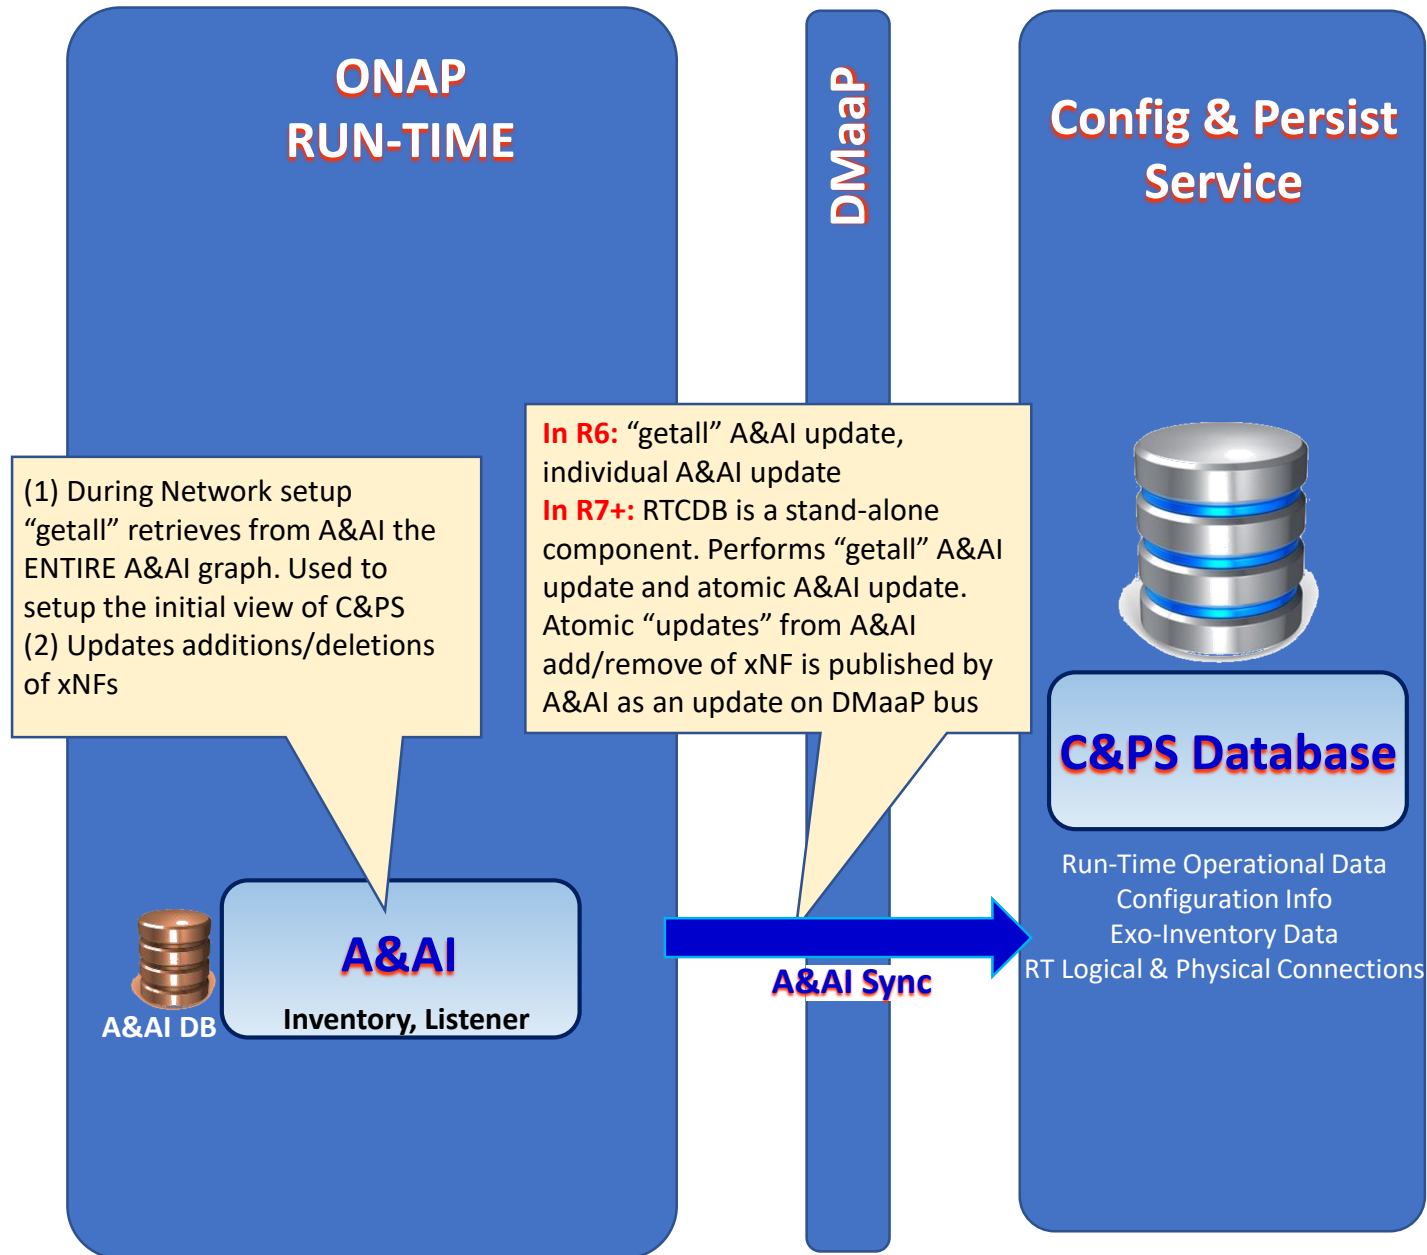 ONAP
RUN-TIME
DMaaP
Config & Persist
Service
(1) During Network setup
“getall” retrieves from A&AI the
ENTIRE A&AI graph. Used to
setup the initial view of C&PS
(2) Updates additions/deletions
of xNFs
In R6: “getall” A&AI update,
individual A&AI update
In R7+: RTCDB is a stand-alone
component. Performs “getall” A&AI
update and atomic A&AI update.
Atomic “updates” from A&AI
add/remove of xNF is published by
A&AI as an update on DMaaP bus
C&PS Database
Run-Time Operational Data
Configuration Info
Exo-Inventory Data
RT Logical & Physical Connections
A&AI
Inventory, Listener
A&AI DB
A&AI Sync